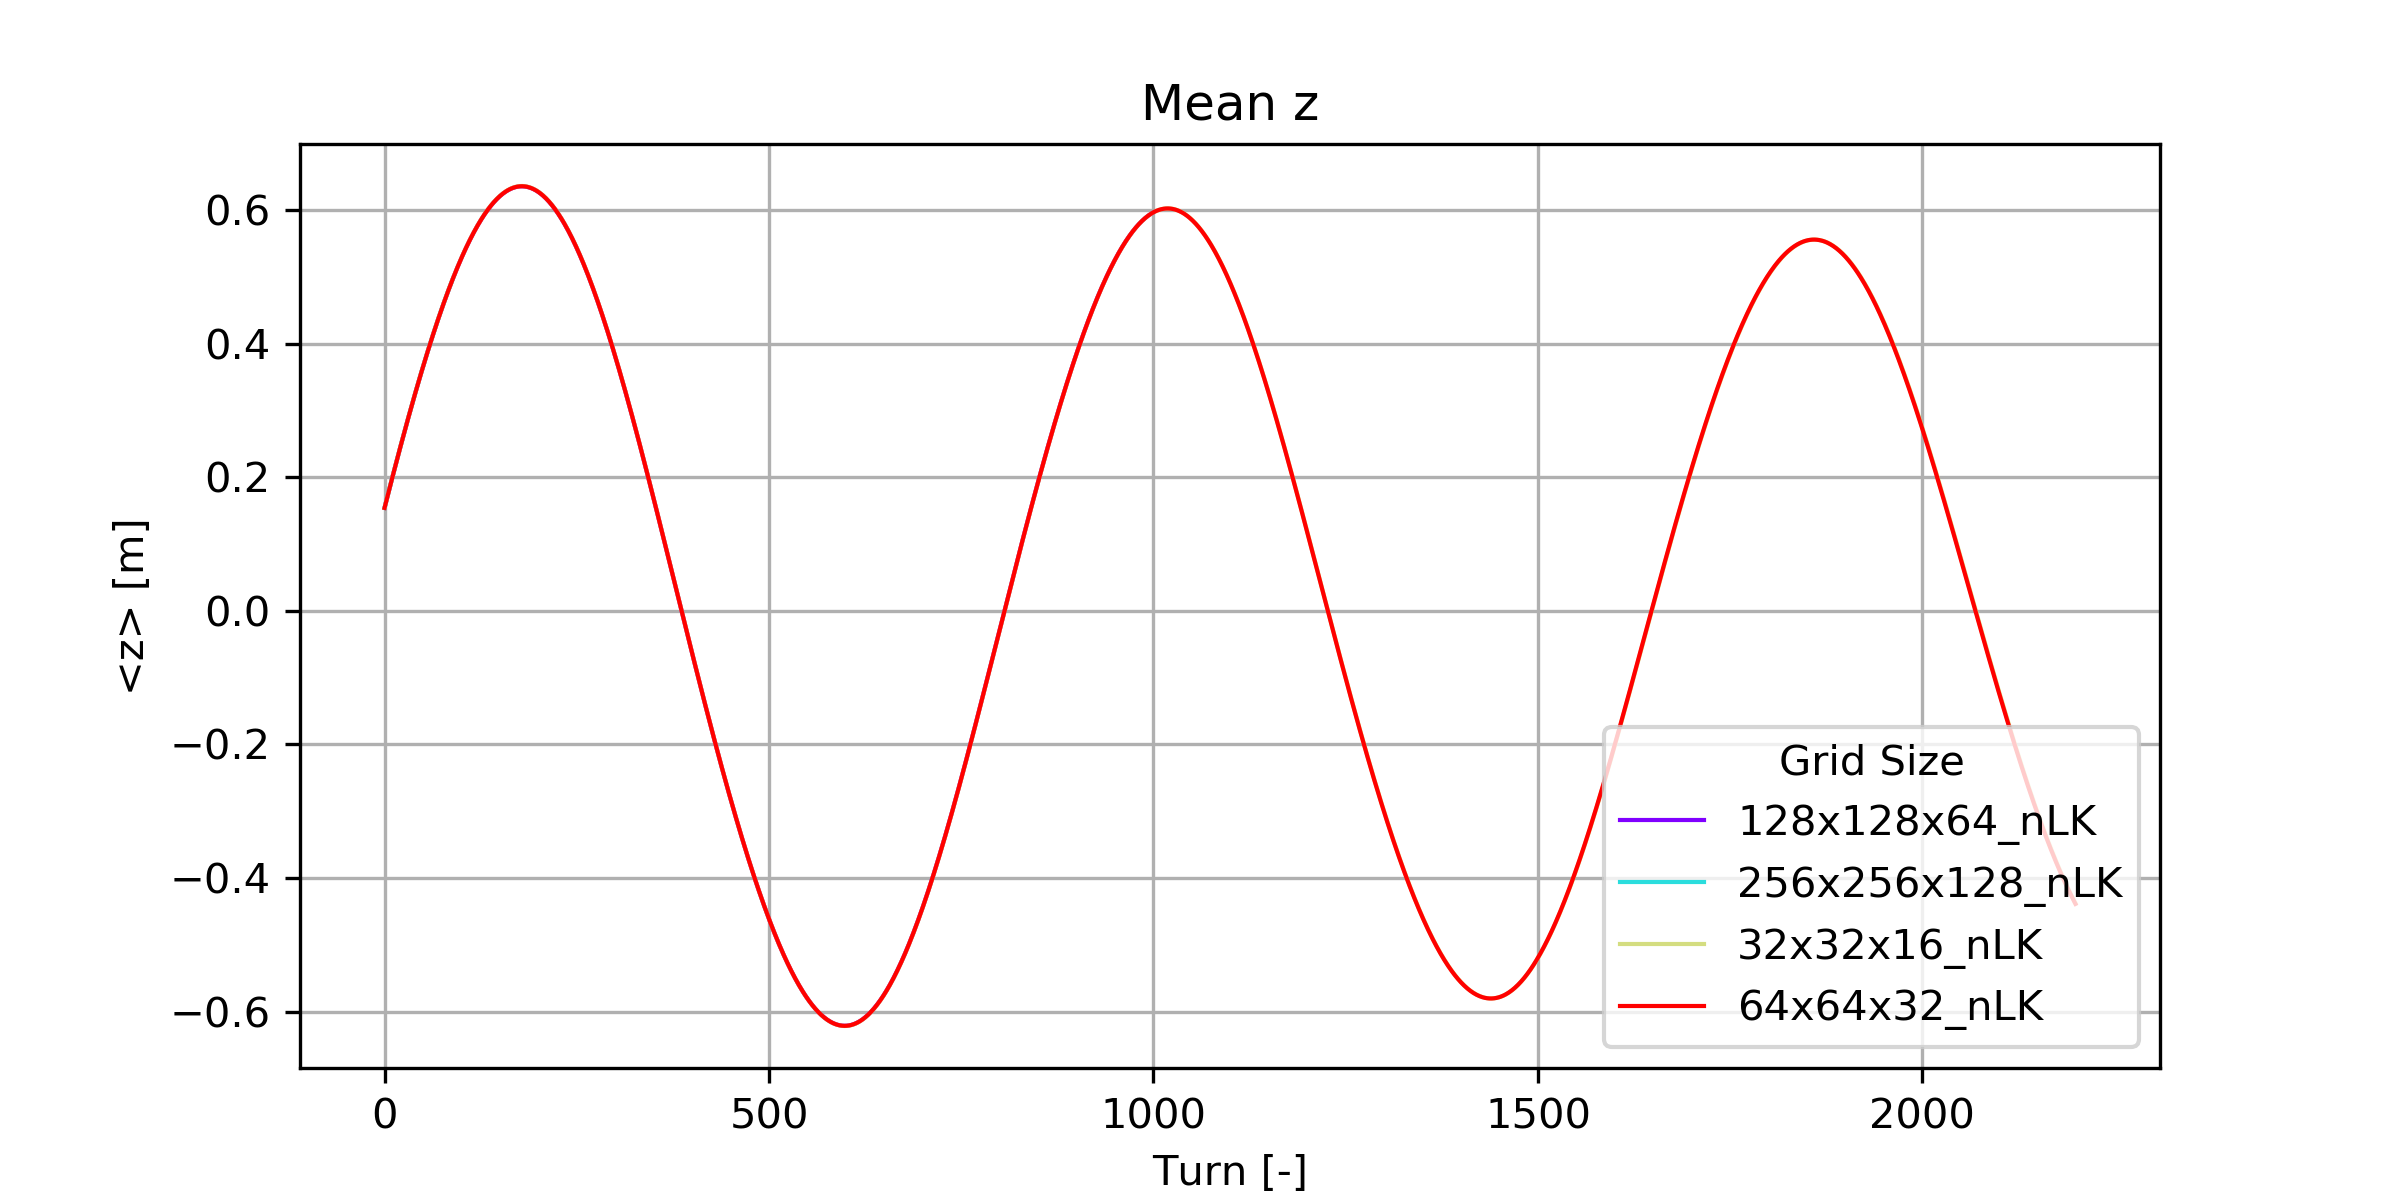 Mean z
<z> [m]
0.6
0.4
0.2
0.0
−0.2
−0.4
−0.6
Grid Size
128x128x64_nLK
256x256x128_nLK
32x32x16_nLK
64x64x32_nLK
0 500 1000 1500 2000
Turn [-]